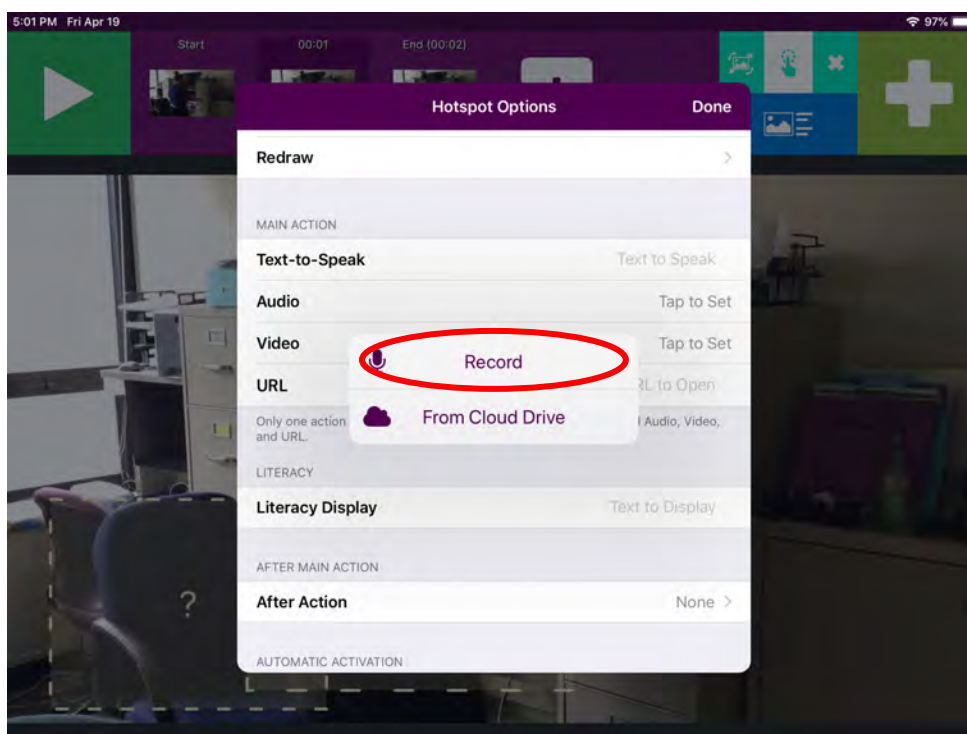 5:01 PM Fri Apr 19 97%
Start 00:01 End (00:02)
Hotspot Options Done
Redraw
MAIN ACTION
Text-to-Speak Text to Speak
Audio Tap to Set
Video Tap to Set
Record
URL RL to Open
From Cloud Drive
Only one action Audio, Video,
and URL.
LITERACY
Literacy Display Text to Display
AFTER MAIN ACTION
After Action None
?
AUTOMATIC ACTIVATION